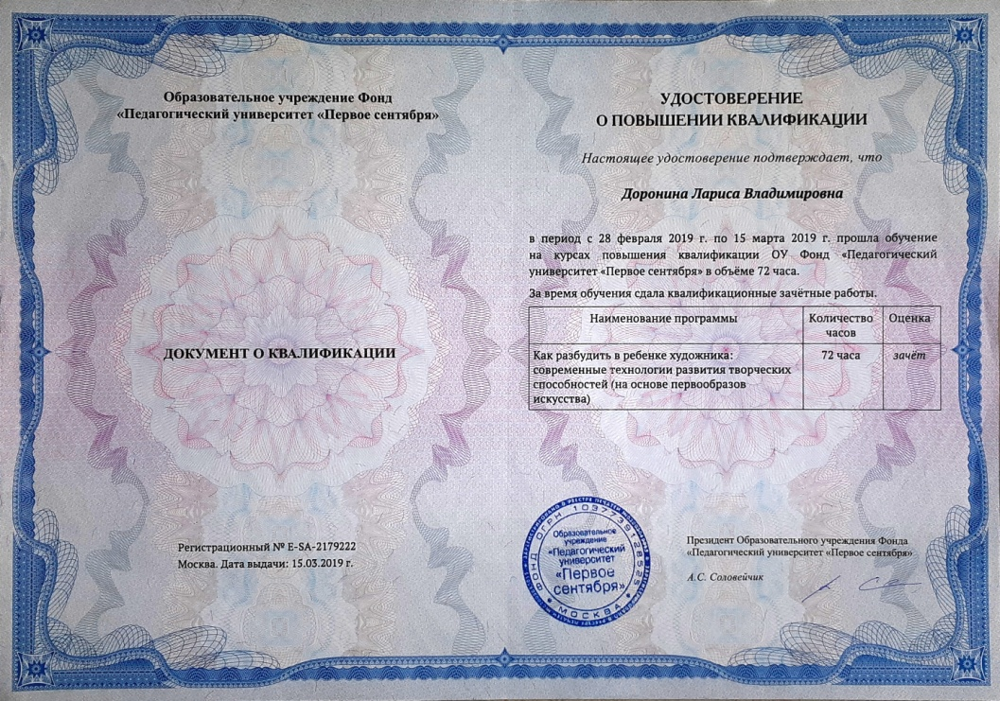 Образовательное учреждение Фонд
«Педагогический университет «Первое сентября»
ДОКУМЕНТ О КВАЛИФИКАЦИИ
Регистрационный № E-SA-2179222
Москва. Дата выдачи: 15.03.2019 г.
УДОСТОВЕРЕНИЕ
О ПОВЫШЕНИИ КВАЛИФИКАЦИИ
Настоящее удостоверение подтверждает, что
Доронина Лариса Владимировна
в период с 28 февраля 2019 г. по 15 марта 2019 г. прошла обучение
на курсах повышения квалификации ОУ Фонд «Педагогический
университет «Первое сентября» в объёме 72 часа.
За время обучения сдала квалификационные зачётные работы.
Наименование программы
Количество
часов
Оценка
Как разбудить в ребенке художника:
современные технологии развития творческих
способностей (на основе первообразов
искусства)
72 часа
зачёт
ФОНД ОГРН 1037739128525
МОСКВА
Образовательное
учреждение
«Педагогический
университет
«Первое
сентября»
Президент Образовательного учреждения Фонда
«Педагогический университет «Первое сентября»
А.С. Соловейчик